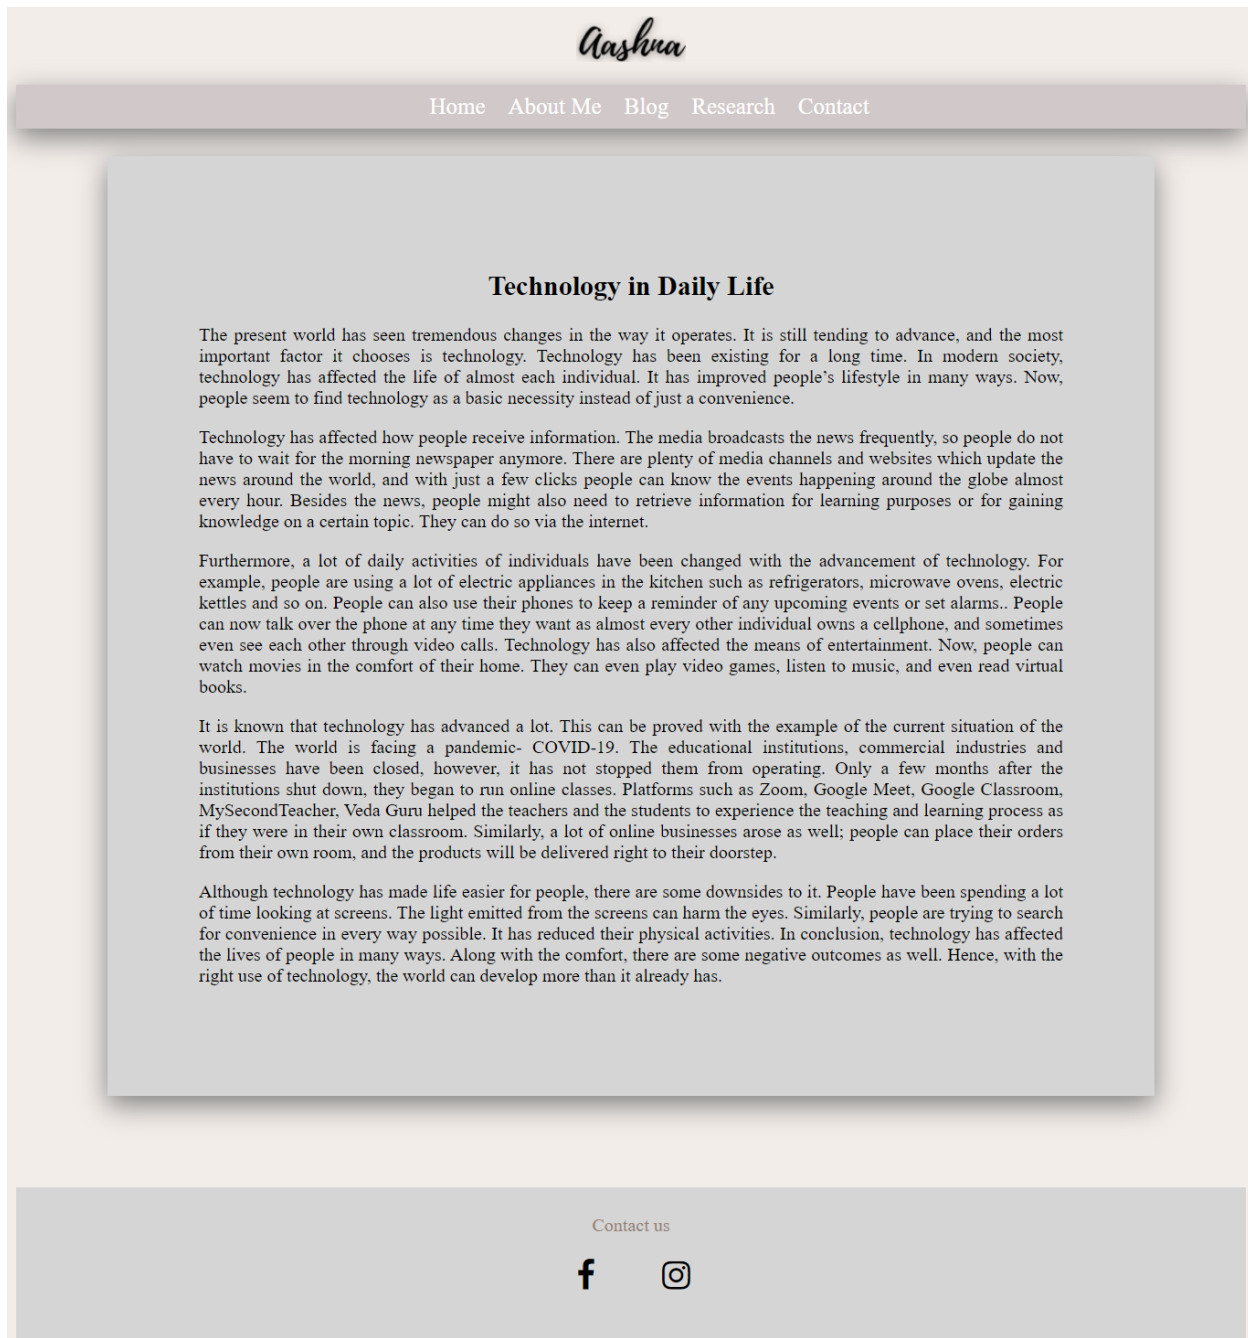 Aashna
Home About Me Blog Research Contact
Technology in Daily Life
The present world has seen tremendous changes in the way it operates. It is still tending to advance, and the most
important factor it chooses is technology. Technology has been existing for a long time. In modern society,
technology has affected the life of almost each individual. It has improved people’s lifestyle in many ways. Now,
people seem to find technology as a basic necessity instead of just a convenience.
Technology has affected how people receive information. The media broadcasts the news frequently, so people do not
have to wait for the morning newspaper anymore. There are plenty of media channels and websites which update the
news around the world, and with just a few clicks people can know the events happening around the globe almost
every hour. Besides the news, people might also need to retrieve information for learning purposes or for gaining
knowledge on a certain topic. They can do so via the internet.
Furthermore, a lot of daily activities of individuals have been changed with the advancement of technology. For
example, people are using a lot of electric appliances in the kitchen such as refrigerators, microwave ovens, electric
kettles and so on. People can also use their phones to keep a reminder of any upcoming events or set alarms.. People
can now talk over the phone at any time they want as almost every other individual owns a cellphone, and sometimes
even see each other through video calls. Technology has also affected the means of entertainment. Now, people can
watch movies in the comfort of their home. They can even play video games, listen to music, and even read virtual
books.
It is known that technology has advanced a lot. This can be proved with the example of the current situation of the
world. The world is facing a pandemic- COVID-19. The educational institutions, commercial industries and
businesses have been closed, however, it has not stopped them from operating. Only a few months after the
institutions shut down, they began to run online classes. Platforms such as Zoom, Google Meet, Google Classroom,
MySecondTeacher, Veda Guru helped the teachers and the students to experience the teaching and learning process as
if they were in their own classroom. Similarly, a lot of online businesses arose as well; people can place their orders
from their own room, and the products will be delivered right to their doorstep.
Although technology has made life easier for people, there are some downsides to it. People have been spending a lot
of time looking at screens. The light emitted from the screens can harm the eyes. Similarly, people are trying to search
for convenience in every way possible. It has reduced their physical activities. In conclusion, technology has affected
the lives of people in many ways. Along with the comfort, there are some negative outcomes as well. Hence, with the
right use of technology, the world can develop more than it already has.
Contact us